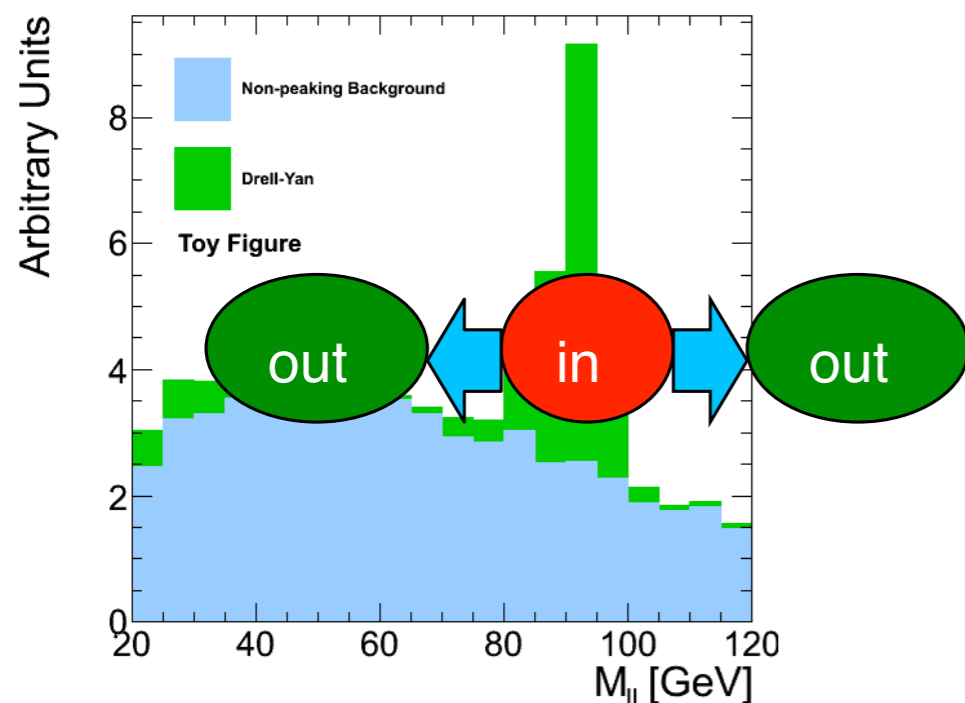 Arbitrary Units
8
6
4
2
0
Non-peaking Background
Drell-Yan
Toy Figure
out
in
out
20
40
60
80
100
120
M_ll [GeV]